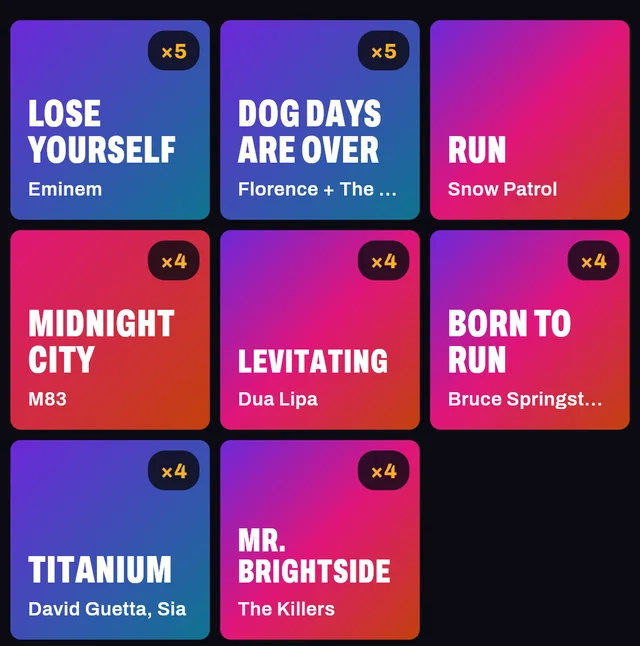 ×5
LOSE
YOURSELF
Eminem
×5
DOG DAYS
ARE OVER
Florence + The ...
RUN
Snow Patrol
×4
MIDNIGHT
CITY
M83
×4
LEVITATING
Dua Lipa
×4
BORN TO
RUN
Bruce Springst...
×4
TITANIUM
David Guetta, Sia
×4
MR.
BRIGHTSIDE
The Killers